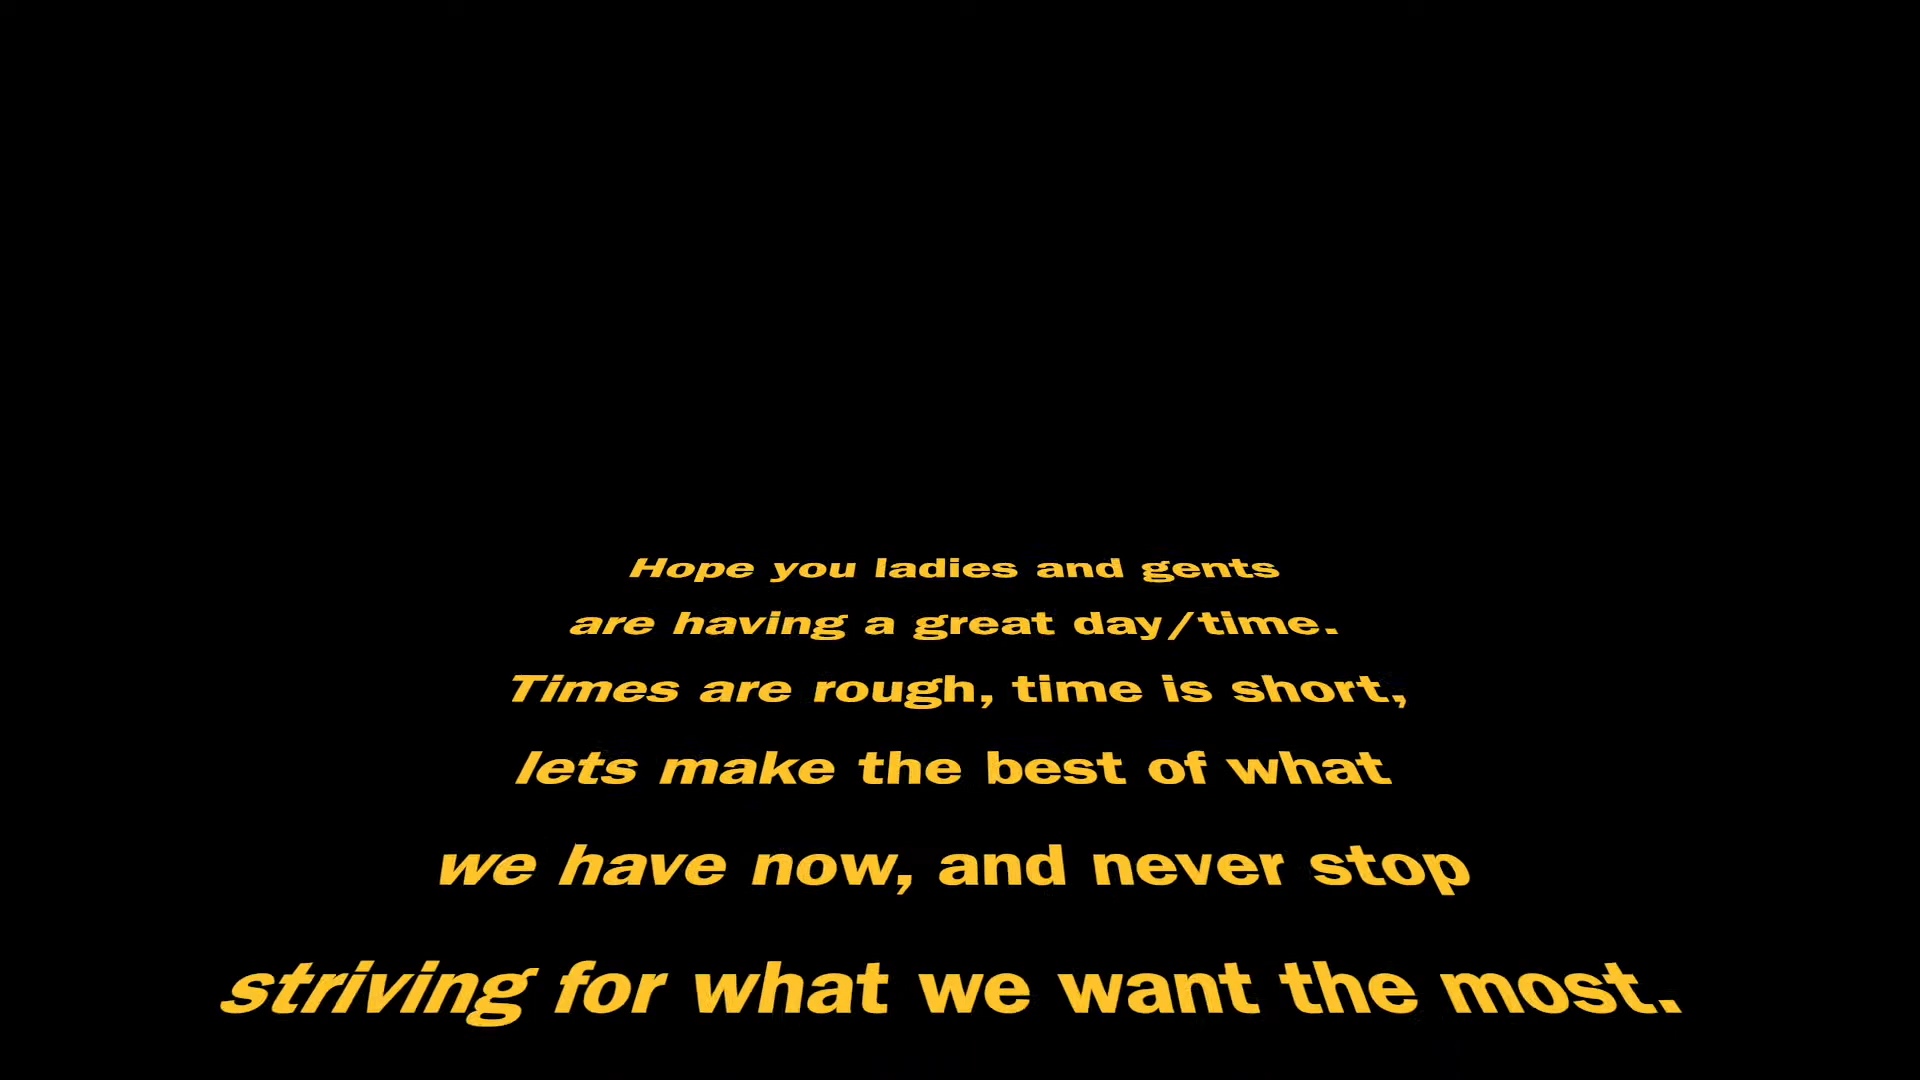 Hope you ladies and gents
are having a great day/time.
Times are rough, time is short,
lets make the best of what
we have now, and never stop
striving for what we want the most.